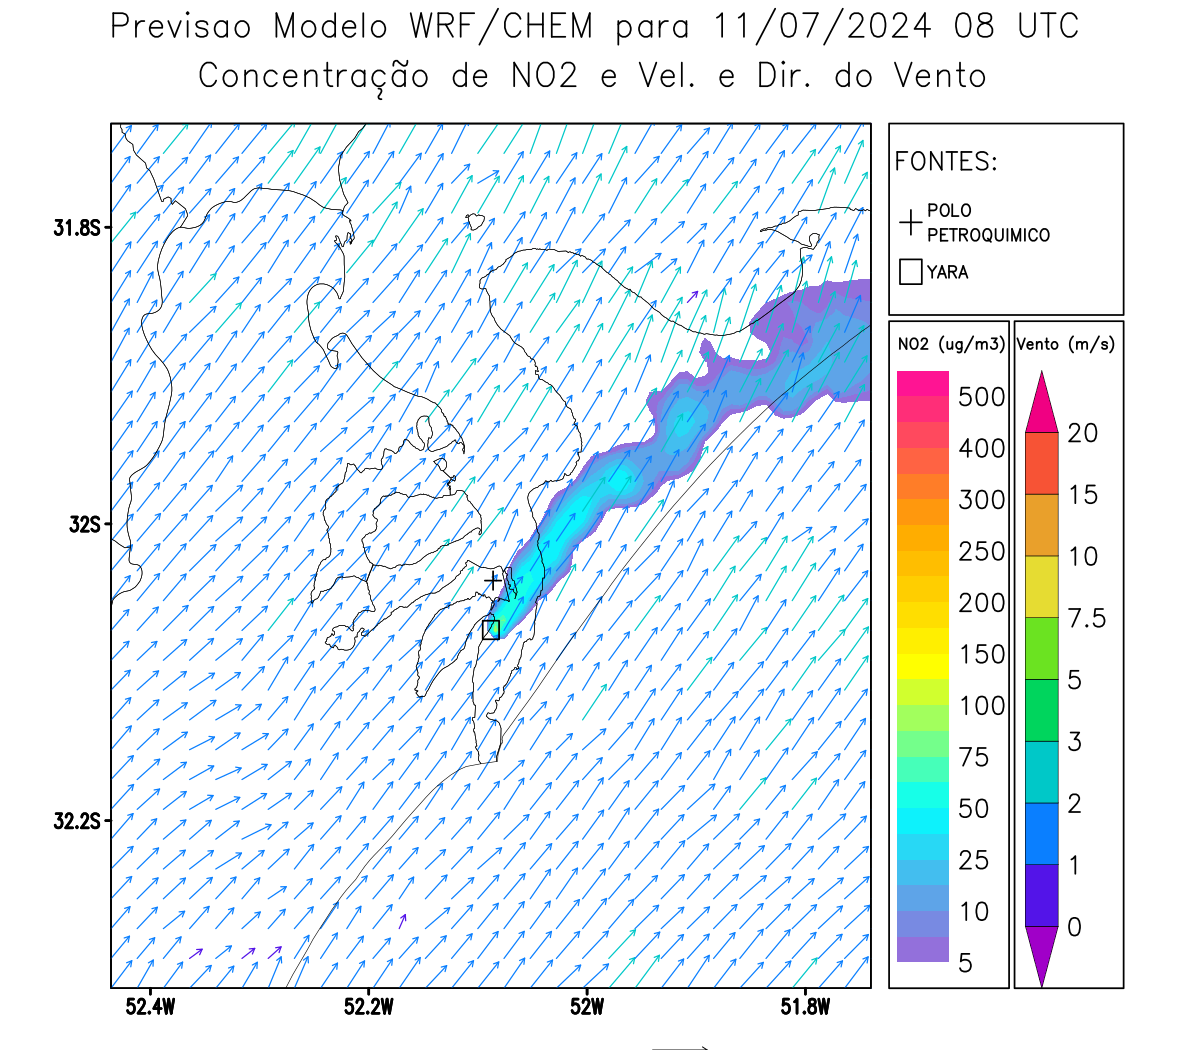 Previsao Modelo WRF/CHEM para 11/07/2024 08 UTC
Concentração de NO2 e Vel. e Dir. do Vento
FONTES:
POLO
PETROQUIMICO
YARA
NO2 (ug/m3)
500
400
300
250
200
150
100
75
50
25
10
5
Vento (m/s)
20
15
10
7.5
5
3
2
1
0
31.8S
32S
32.2S
52.4W
52.2W
52W
51.8W